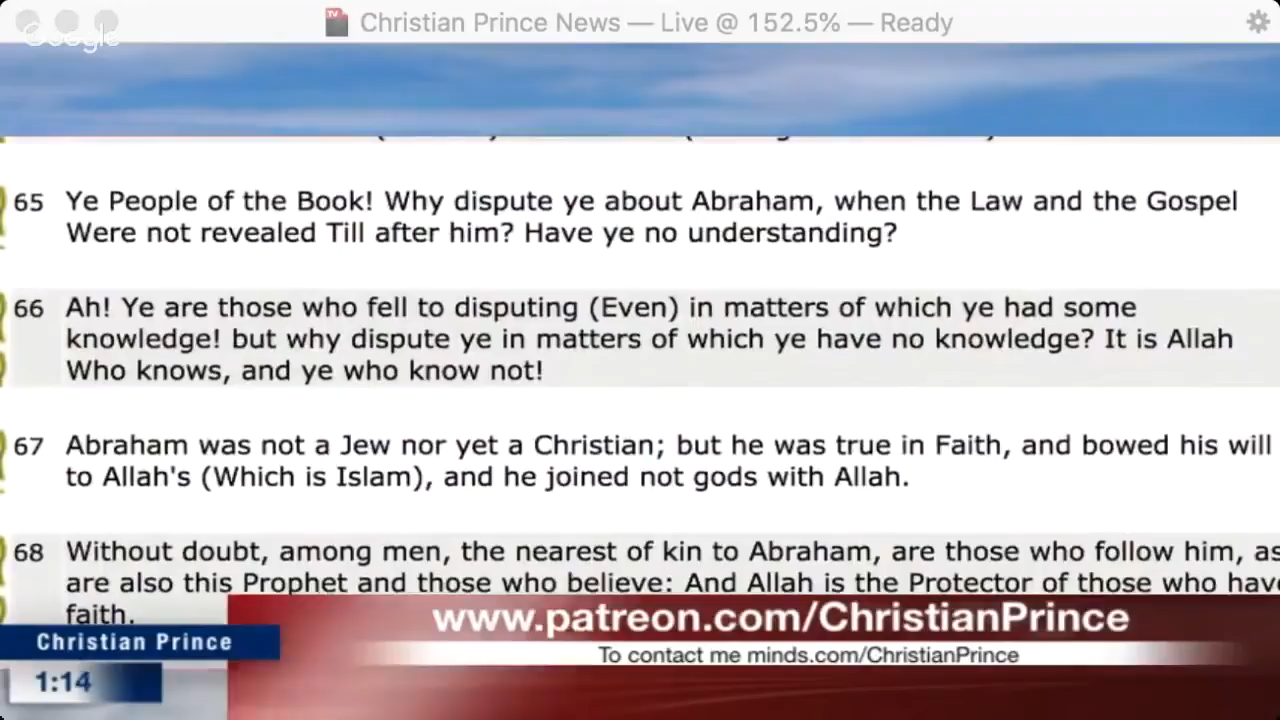 Christian Prince News — Live @ 152.5% — Ready
Google
65 Ye People of the Book! Why dispute ye about Abraham, when the Law and the Gospel
Were not revealed Till after him? Have ye no understanding?
66 Ah! Ye are those who fell to disputing (Even) in matters of which ye had some
knowledge! but why dispute ye in matters of which ye have no knowledge? It is Allah
Who knows, and ye who know not!
67 Abraham was not a Jew nor yet a Christian; but he was true in Faith, and bowed his will
to Allah's (Which is Islam), and he joined not gods with Allah.
68 Without doubt, among men, the nearest of kin to Abraham, are those who follow him, as
are also this Prophet and those who believe: And Allah is the Protector of those who have
faith.
www.patreon.com/ChristianPrince
Christian Prince
To contact me minds.com/ChristianPrince
1:14
TV